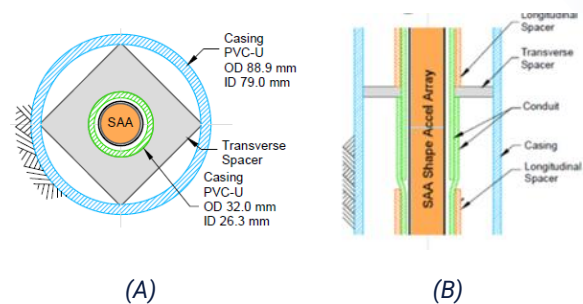 Casing
PVC-U
OD 88.9 mm
ID 79.0 mm
SAA
Transverse
Spacer
Casing
PVC-U
OD 32.0 mm
ID 26.3 mm
(A)
Longitudinal
Spacer
Transverse
Spacer
SAA Shape Accel Array
Conduit
Casing
Longitudinal
Spacer
(B)